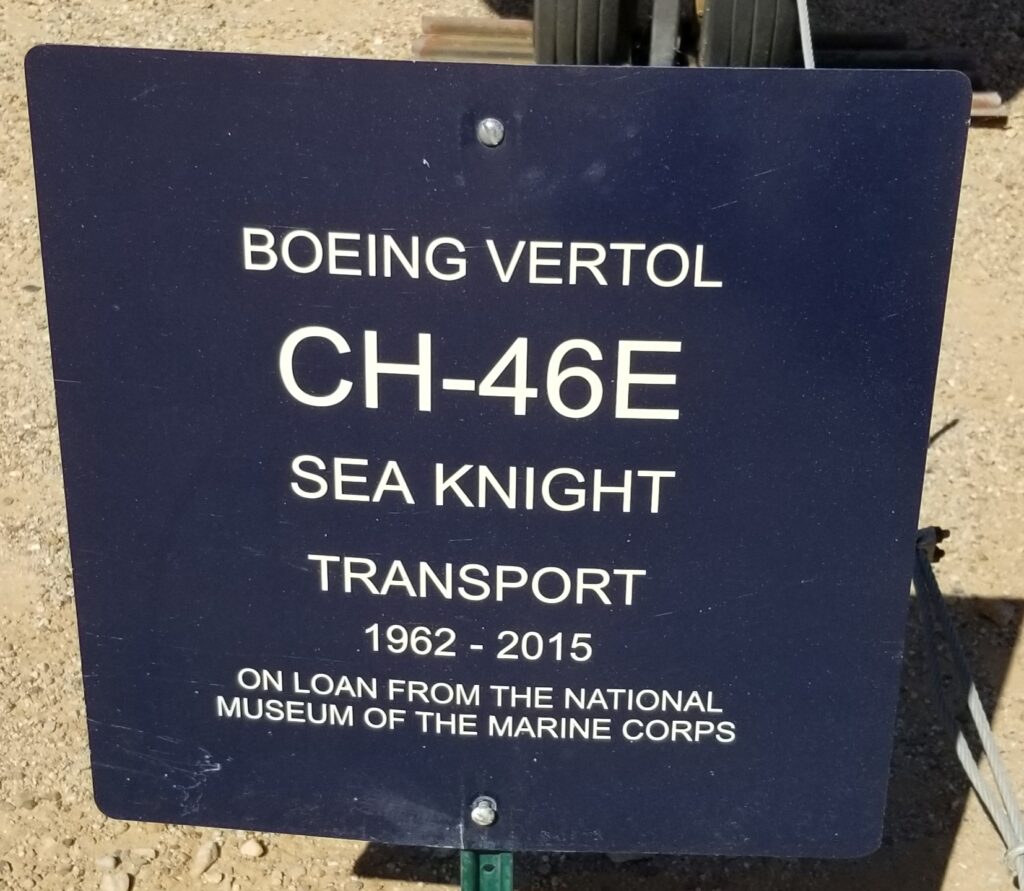 BOEING VERTOL
CH-46E
SEA KNIGHT
TRANSPORT
1962 - 2015
ON LOAN FROM THE NATIONAL
MUSEUM OF THE MARINE CORPS